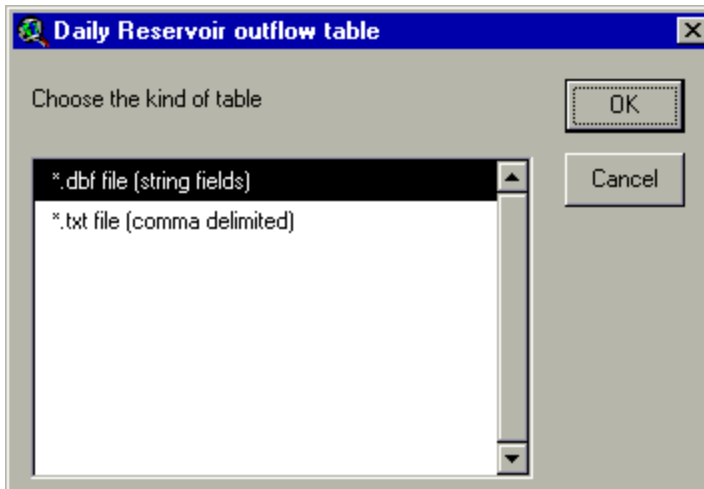 Daily Reservoir outflow table
Choose the kind of table
OK
*.dbf file (string fields)
Cancel
*.txt file (comma delimited)